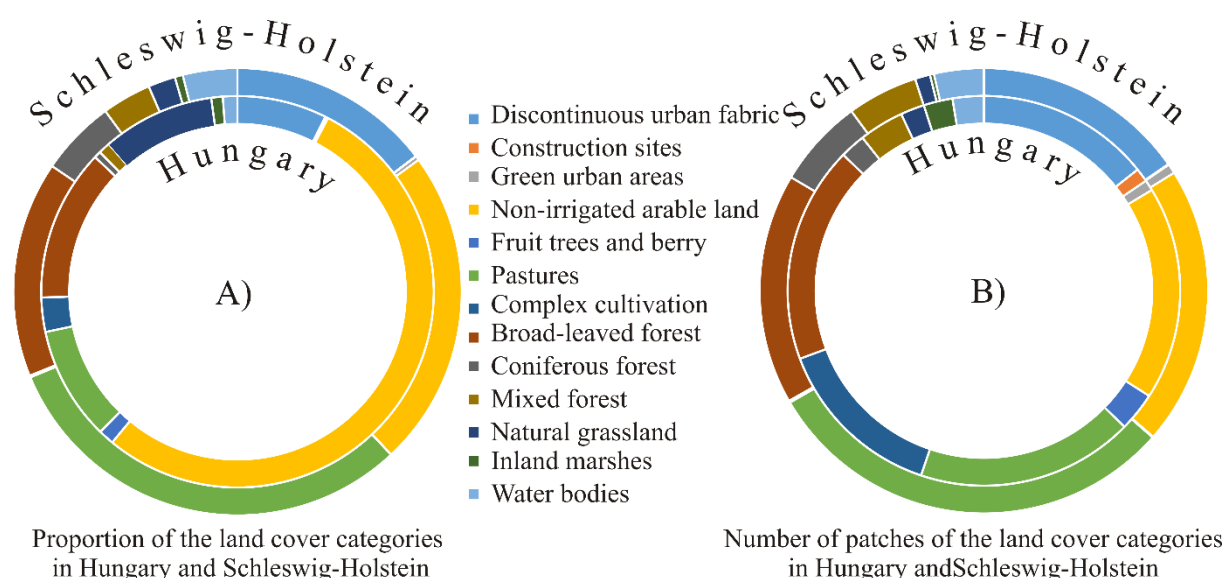 Schleswig-Holstein
Hungary
A)
Discontinuous urban fabric
Construction sites
Green urban areas
Non-irrigated arable land
Fruit trees and berry
Pastures
Complex cultivation
Broad-leaved forest
Coniferous forest
Mixed forest
Natural grassland
Inland marshes
Water bodies
Schleswig-Holstein
Hungary
B)
Proportion of the land cover categories
in Hungary and Schleswig-Holstein
Number of patches of the land cover categories
in Hungary andSchleswig-Holstein